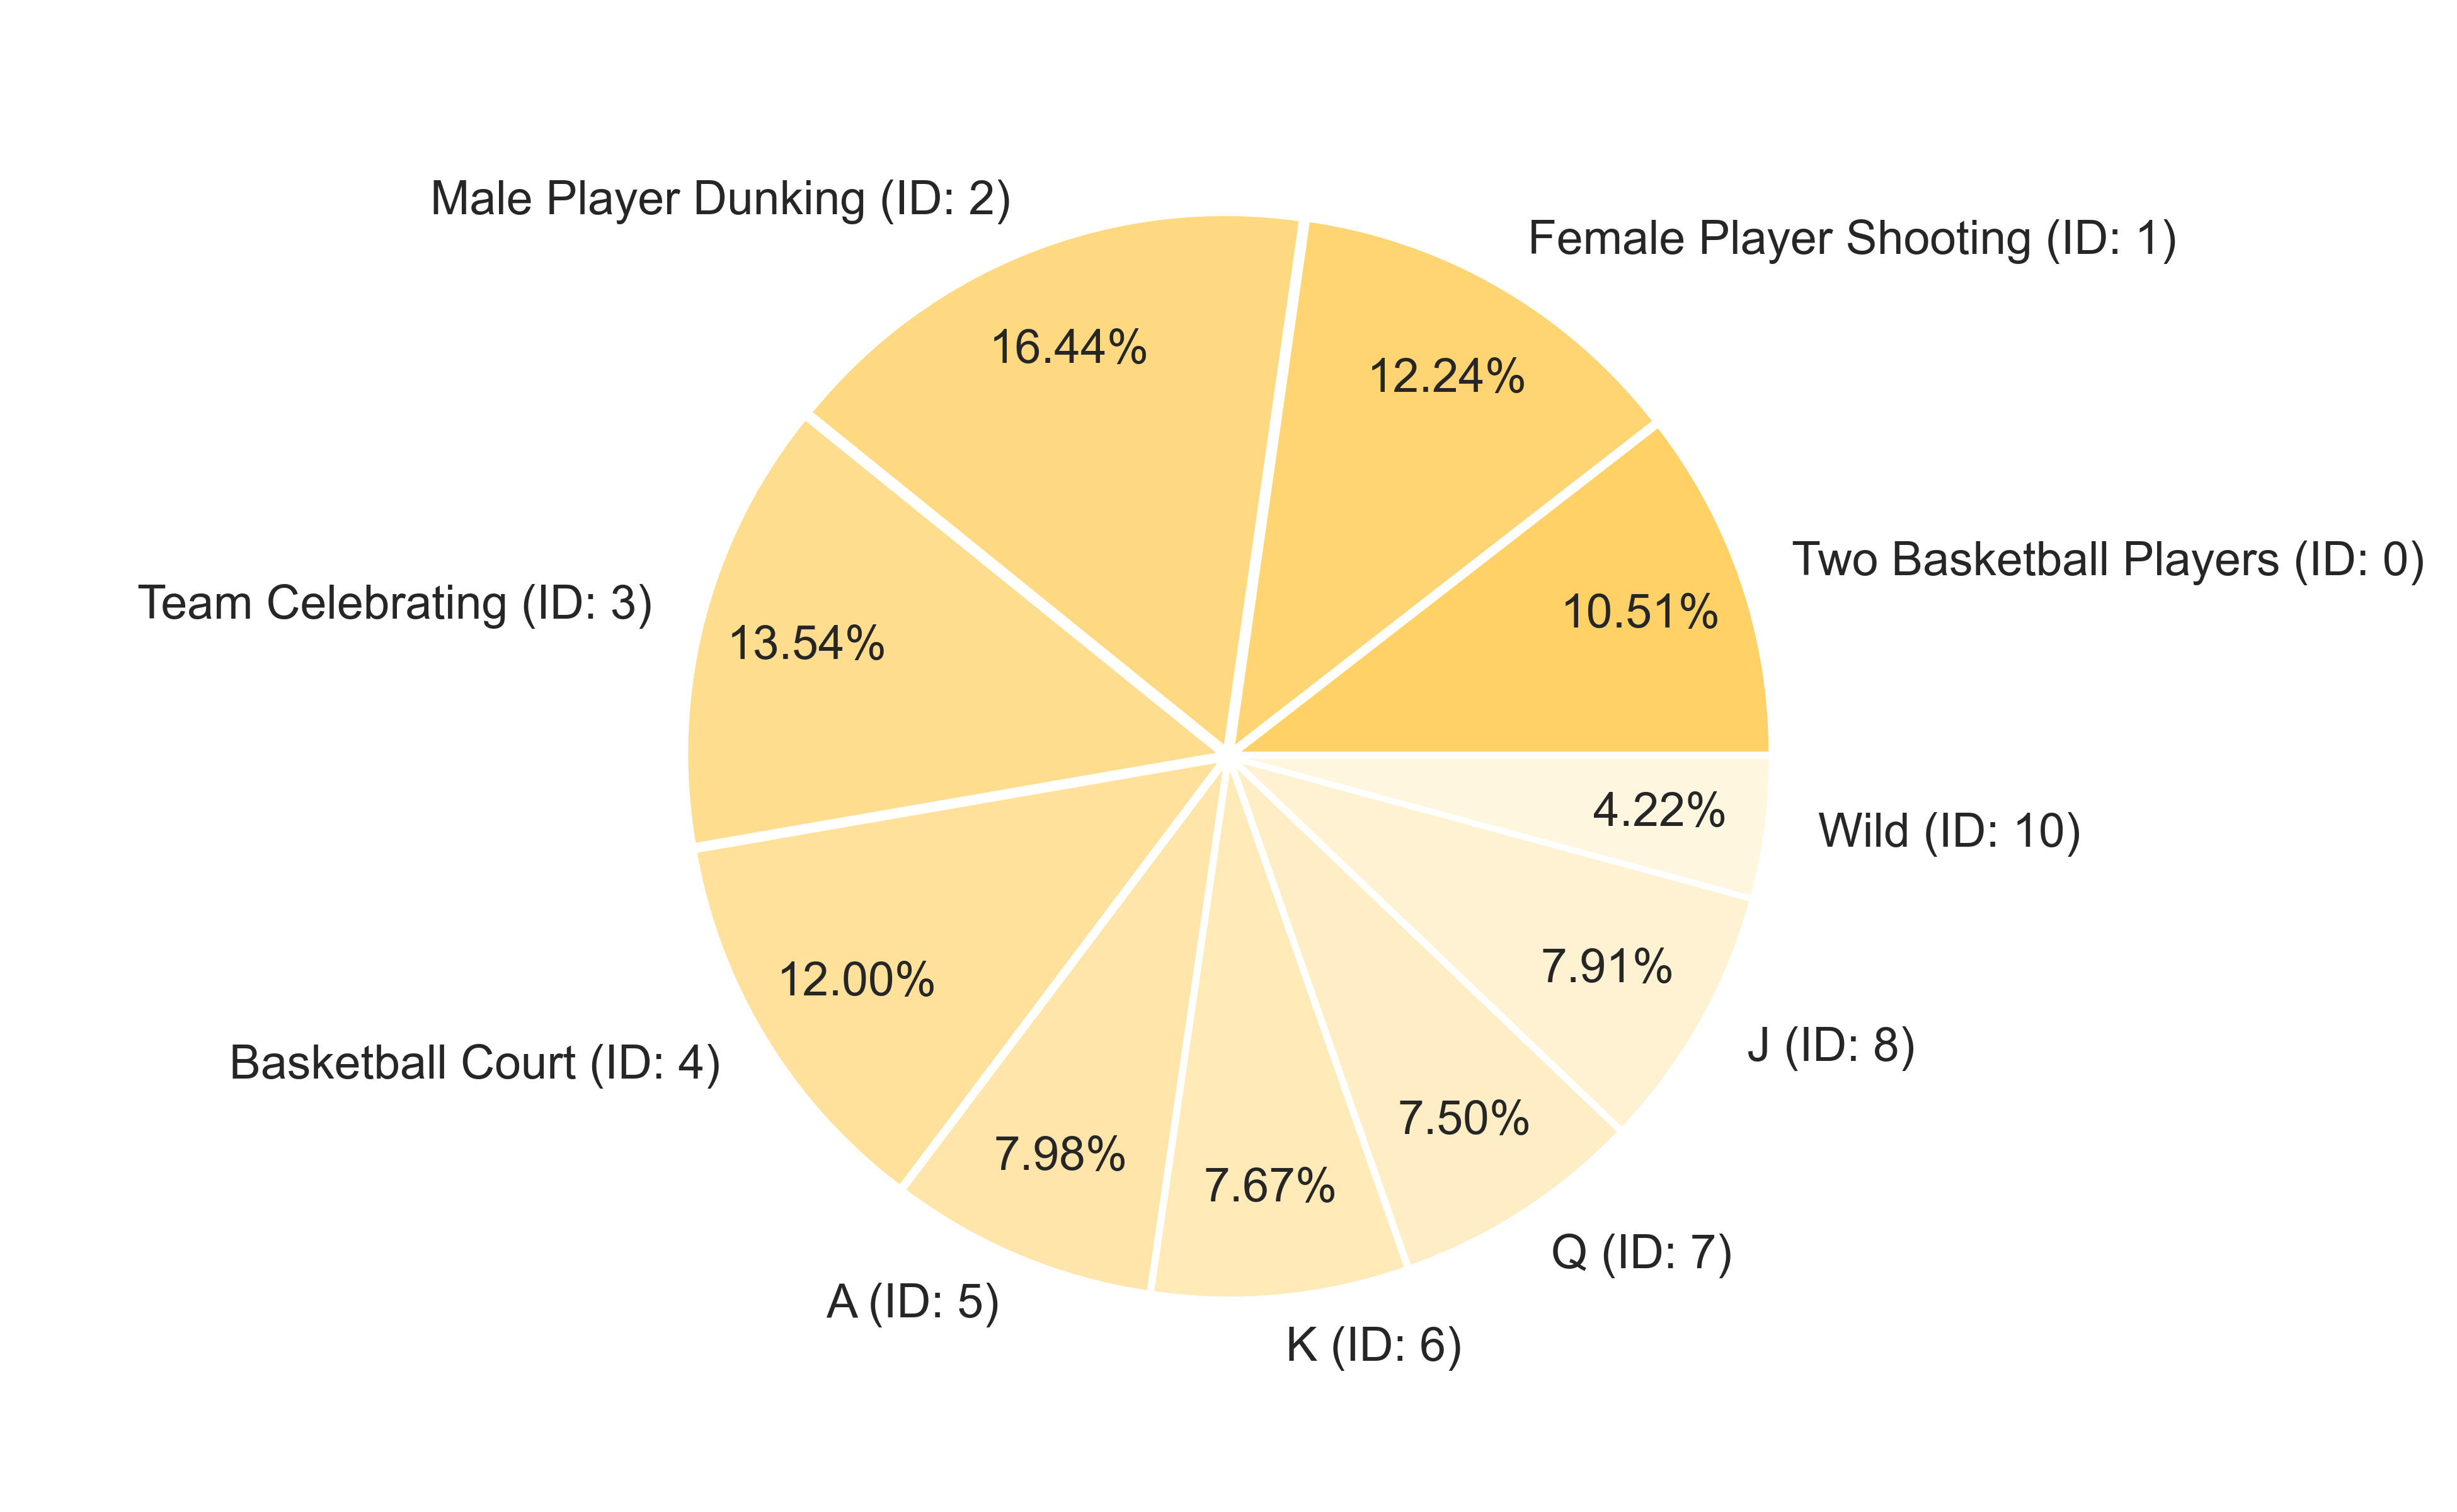 Male Player Dunking (ID: 2)
Female Player Shooting (ID: 1)
16.44%
12.24%
Two Basketball Players (ID: 0)
Team Celebrating (ID: 3)
10.51%
13.54%
4.22%
Wild (ID: 10)
12.00%
7.91%
Basketball Court (ID: 4)
J (ID: 8)
7.50%
7.98%
7.67%
Q (ID: 7)
A (ID: 5)
K (ID: 6)